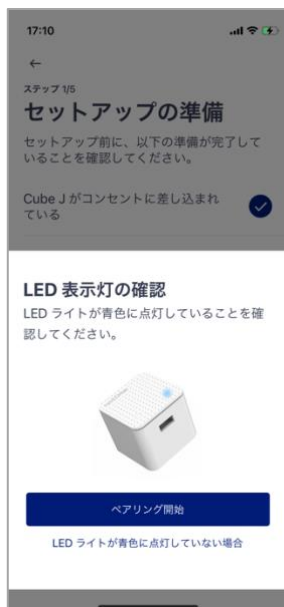 17:10
ステップ 1/5
セットアップの準備
セットアップ前に、以下の準備が完了して
いることを確認してください。
Cube J がコンセントに差し込まれ
ている
LED 表示灯の確認
LED ライトが青色に点灯していることを確
認してください。
ペアリング開始
LED ライトが青色に点灯していない場合